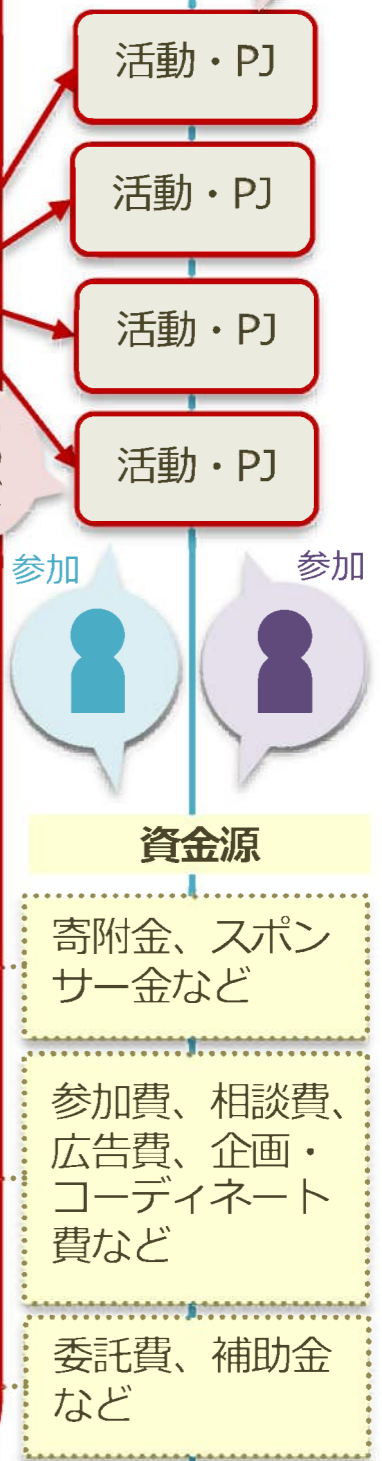 活動・PJ
活動・PJ
活動・PJ
活動・PJ
参加
参加
資金源
寄附金、スポン
サー金など
参加費、相談費、
広告費、企画・
コーディネート
費など
委託費、補助金
など